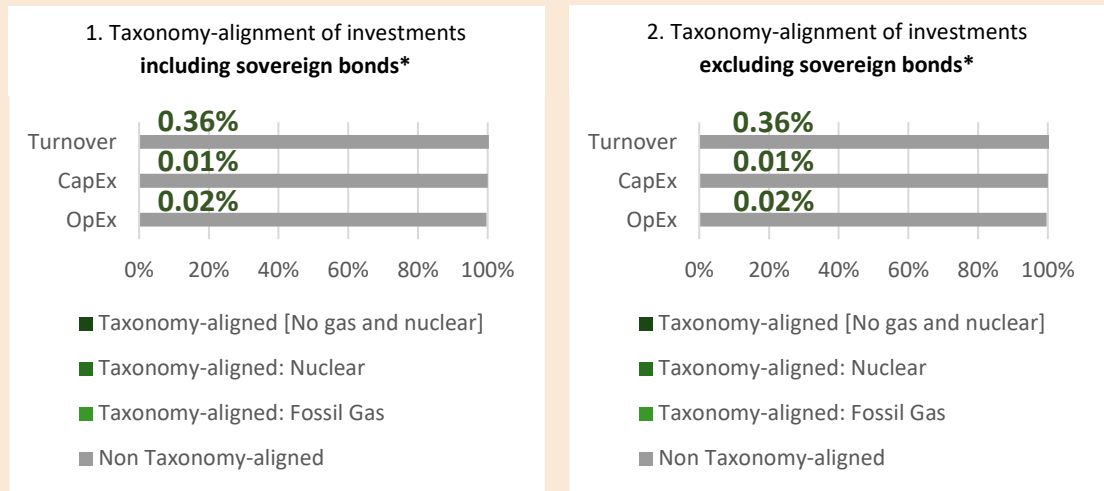 1. Taxonomy-alignment of investments
including sovereign bonds*
0.36%
Turnover
0.01%
CapEx
0.02%
OpEx
0% 20% 40% 60% 80% 100%
Taxonomy-aligned [No gas and nuclear]
Taxonomy-aligned: Nuclear
Taxonomy-aligned: Fossil Gas
Non Taxonomy-aligned
2. Taxonomy-alignment of investments
excluding sovereign bonds*
0.36%
Turnover
0.01%
CapEx
0.02%
OpEx
0% 20% 40% 60% 80% 100%
Taxonomy-aligned [No gas and nuclear]
Taxonomy-aligned: Nuclear
Taxonomy-aligned: Fossil Gas
Non Taxonomy-aligned